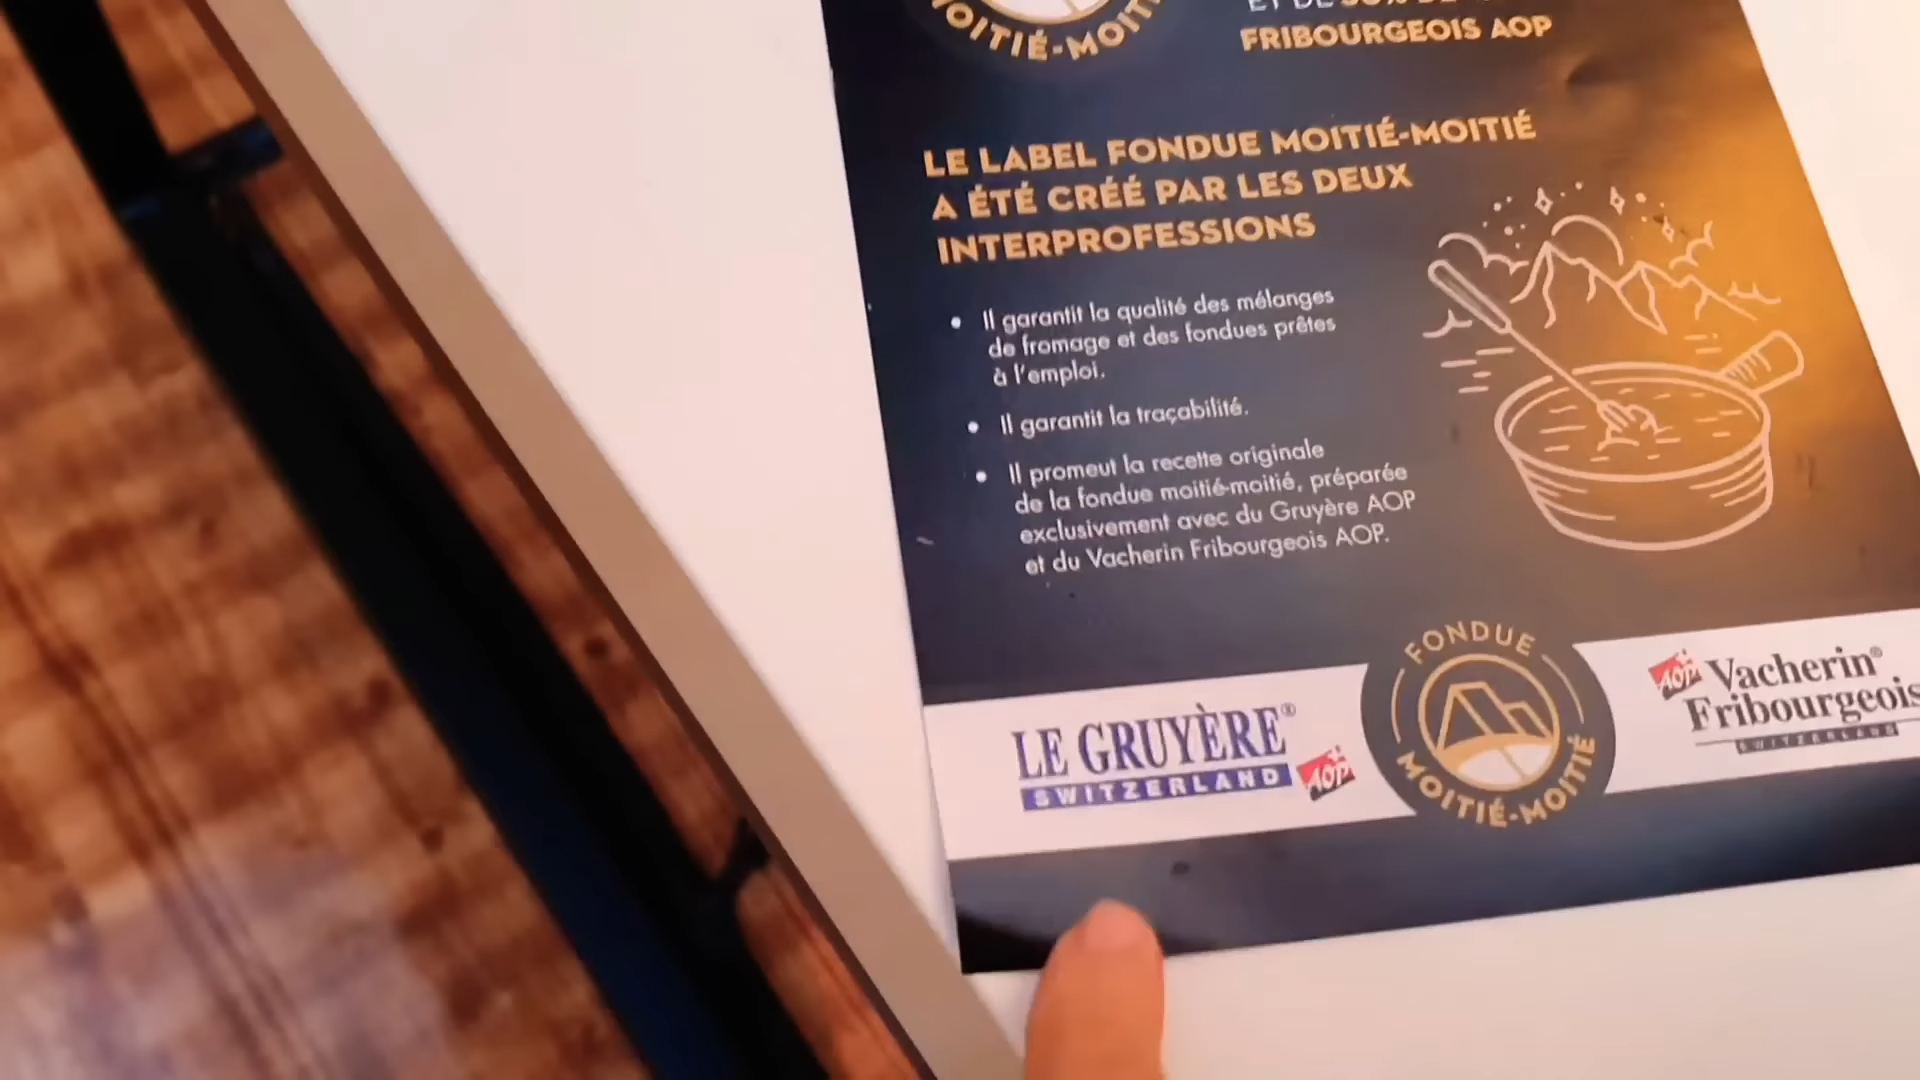 MOITIÉ-MOITI
FRIBOURGEOIS AOP
LE LABEL FONDUE MOITIÉ-MOITIÉ
A ÉTÉ CRÉÉ PAR LES DEUX
INTERPROFESSIONS
• Il garantit la qualité des mélanges
de fromage et des fondues prêtes
à l'emploi.
• Il garantit la traçabilité.
• Il promeut la recette originale
de la fondue moitié-moitié, préparée
exclusivement avec du Gruyère AOP
et du Vacherin Fribourgeois AOP.
LE GRUYÈRE®
SWITZERLAND
AOP
FONDUE
MOITIÉ-MOITIÉ
AOP
Vacherin®
Fribourgeois
SWITZERLAND